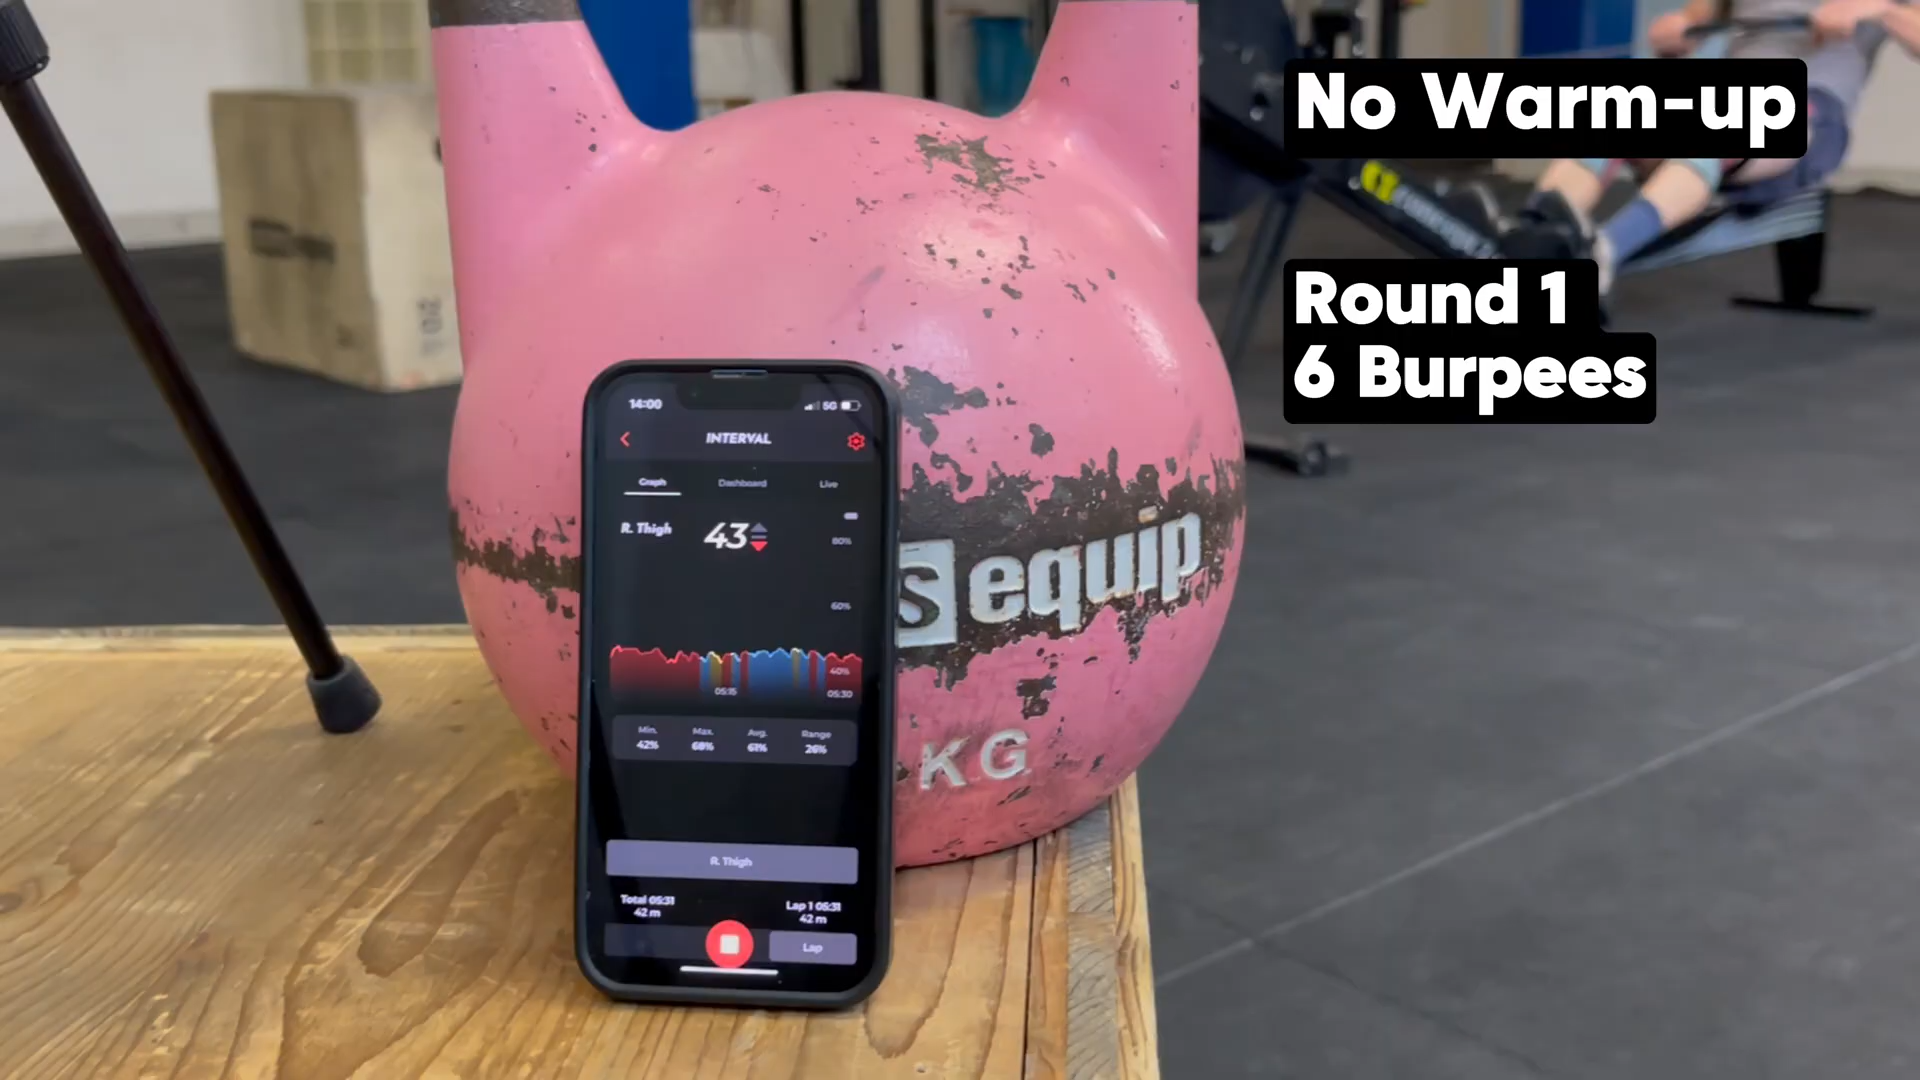 No Warm-up
Round 1
6 Burpees
14:00
5G
INTERVAL
Graph
Dashboard
Live
R. Thigh
43
80%
60%
40%
05:15
05:30
Min.
Max.
Avg.
Range
42%
68%
61%
26%
R. Thigh
Total 05:31
42 m
Lap 1 05:31
42 m
Lap
s equip
KG
20